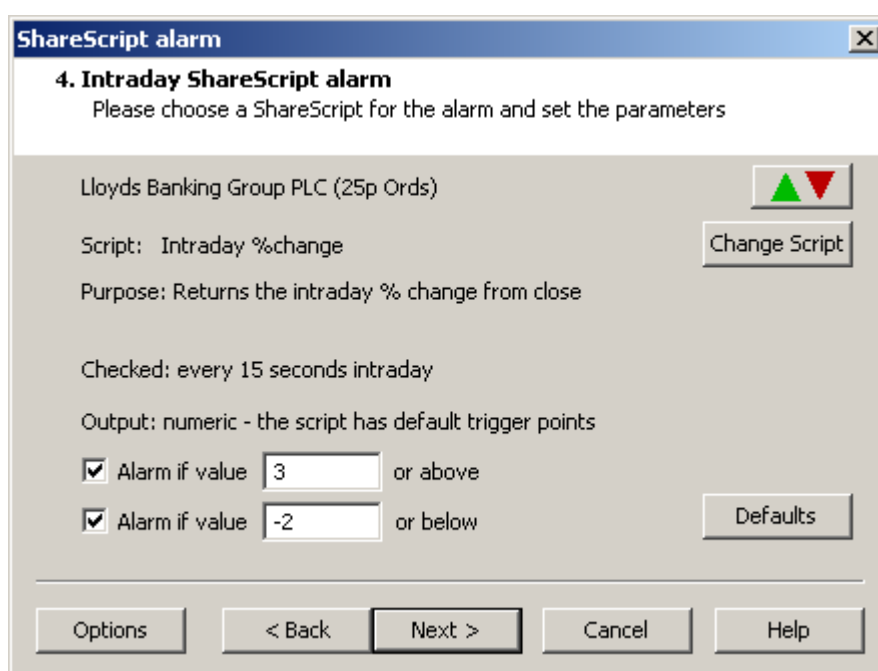 ShareScript alarm
4. Intraday ShareScript alarm
Please choose a ShareScript for the alarm and set the parameters
Lloyds Banking Group PLC (25p Ords)
Script: Intraday %change
Change Script
Purpose: Returns the intraday % change from close
Checked: every 15 seconds intraday
Output: numeric - the script has default trigger points
Alarm if value 3 or above
Alarm if value -2 or below
Defaults
Options < Back Next > Cancel Help